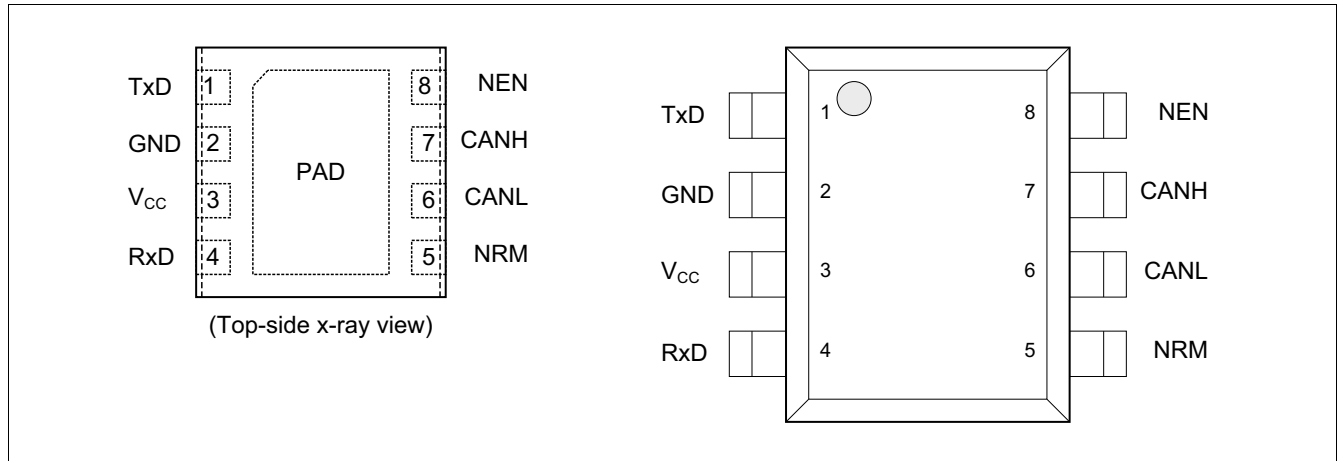 TxD 1 8 NEN
GND 2 7 CANH
PAD
VCC 3 6 CANL
RxD 4 5 NRM
(Top-side x-ray view)
TxD 1 8 NEN
GND 2 7 CANH
VCC 3 6 CANL
RxD 4 5 NRM